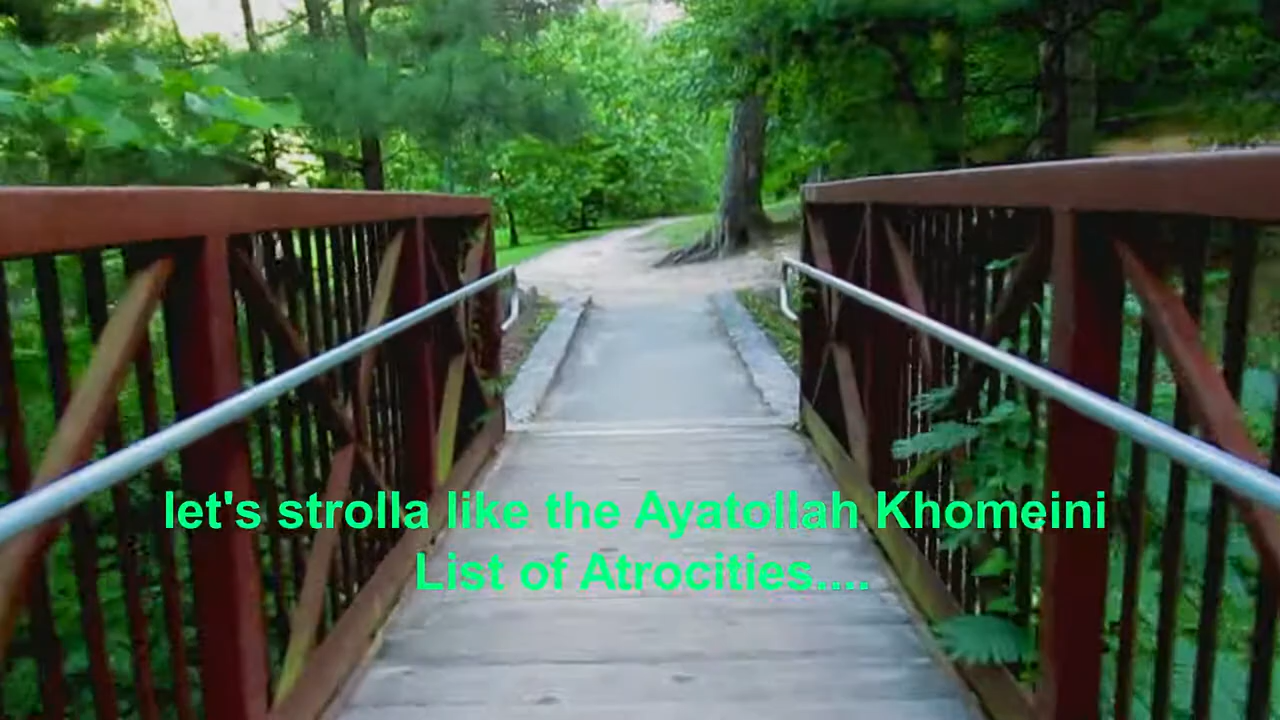 let's strolla like the Ayatollah Khomeini
List of Atrocities....